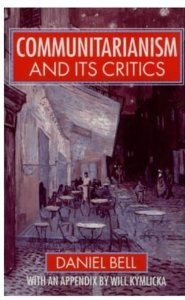 COMMUNITARIANISM
AND ITS CRITICS
DANIEL BELL
WITH AN APPENDIX BY WILL KYMLICKA